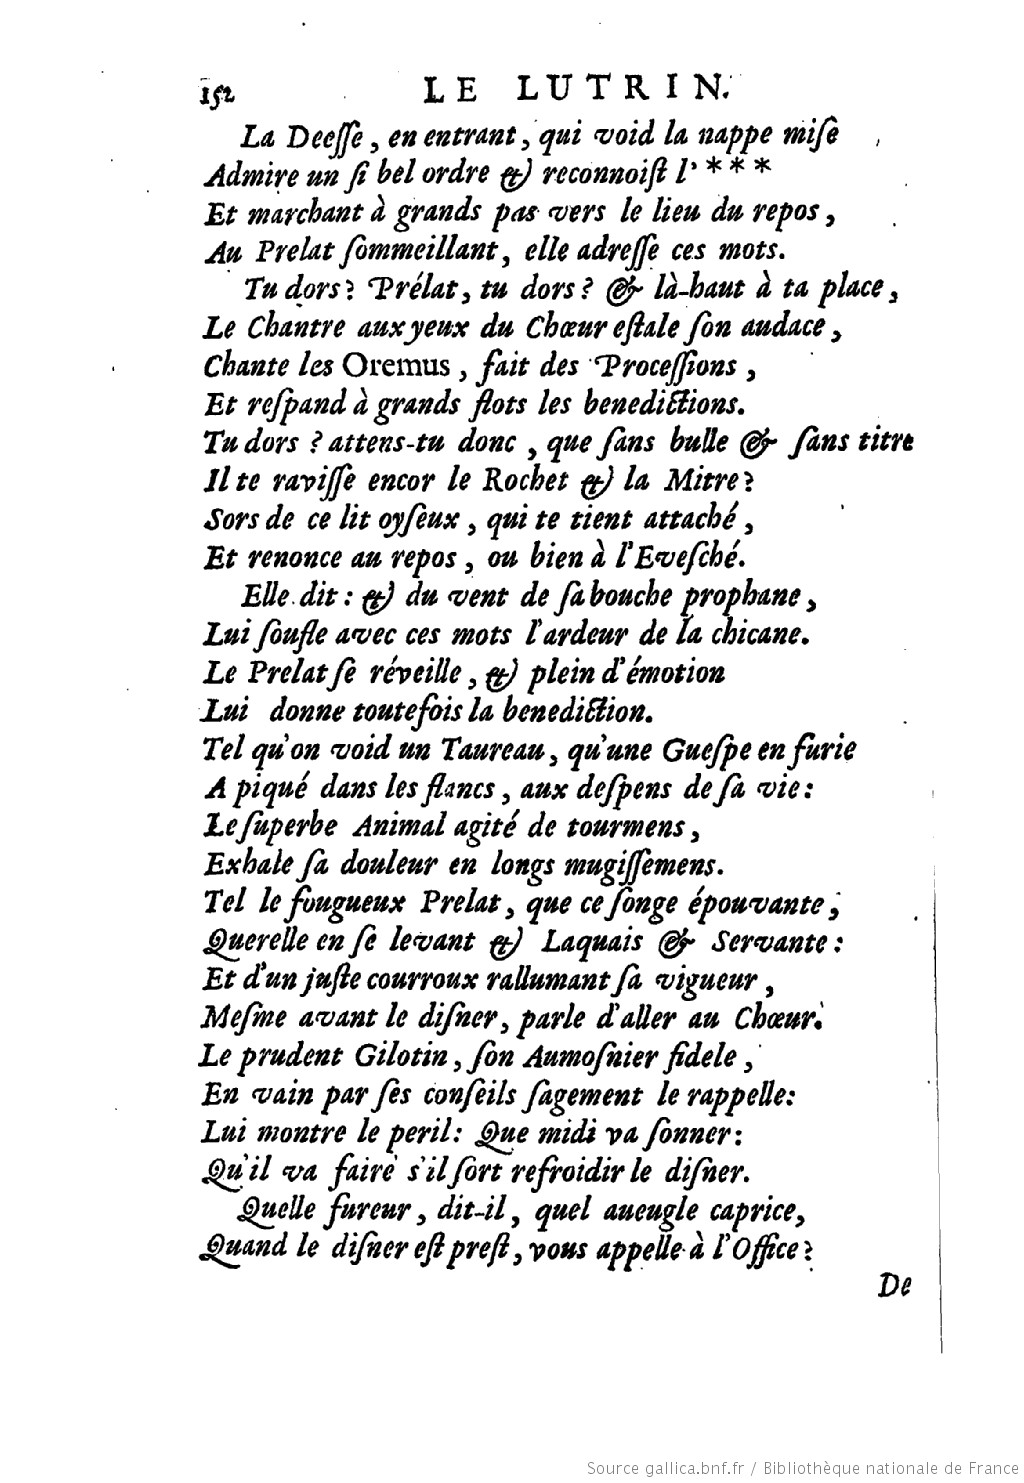 152 LE LUTRIN.
La Deesse, en entrant, qui void la nappe mise
Admire un si bel ordre & reconnoist l'***
Et marchant à grands pas vers le lieu du repos,
Au Prelat sommeillant, elle adresse ces mots.
Tu dors? Prélat, tu dors? & là-haut à ta place,
Le Chantre aux yeux du Chœur estale son audace,
Chante les Oremus, fait des Processions,
Et respand à grands flots les benedictions.
Tu dors? attens-tu donc, que sans bulle & sans titre
Il te ravisse encor le Rochet & la Mitre?
Sors de ce lit oyseux, qui te tient attaché,
Et renonce au repos, ou bien à l'Evesché.
Elle dit: & du vent de sa bouche prophane,
Lui soufle avec ces mots l'ardeur de la chicane.
Le Prelat se réveille, & plein d'émotion
Lui donne toutefois la benediction.
Tel qu'on void un Taureau, qu'une Guespe en furie
A piqué dans les flancs, aux despens de sa vie:
Le superbe Animal agité de tourmens,
Exhale sa douleur en longs mugissemens.
Tel le fougueux Prelat, que ce songe épouvante,
Querelle en se levant & Laquais & Servante:
Et d'un juste courroux rallumant sa vigueur,
Mesme avant le disner, parle d'aller au Chœur.
Le prudent Gilotin, son Aumosnier fidele,
En vain par ses conseils sagement le rappelle:
Lui montre le peril: Que midi va sonner:
Qu'il va faire s'il sort refroidir le disner.
Quelle fureur, dit-il, quel aueugle caprice,
Quand le disner est prest, vous appelle à l'Office?
De
Source gallica.bnf.fr / Bibliothèque nationale de France